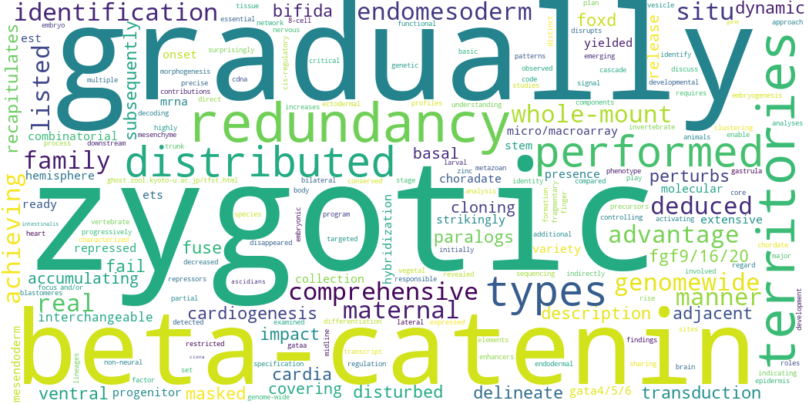 identification bifida endomesoderm situ dynamic
tissue essential network nervous 8-cell functional plan vesicle approach
embryo surprisingly distinct
gradually
foxd
est onset critical disrupts yielded release
listed recapitulates subsequently cis-regulatory
multiple morphogenesis precise contributions direct
basic genetic patterns emerging cascade
observed code signal studies
identify discuss developmental requires
mrna cdna decoding highly process
increases ectodermal profiles understanding components invertebrate clustering animals
embryogenesis analyses enable
combinatorial redundancy whole-mount
micro/macroarray
mesenchyme downstream trunk
family distributed basal stem performed
larval zinc metazoan chordate presence conserved gastrula
hemisphere ghost.zool.kyoto-u.ac.jp/ttst.html
bilateral body stage identity compared phenotype play core
perturbs molecular deduced
zygotic
ets ready
heart vertebrate progressively characterized
intestinalis
species embryonic program targeted
hybridization analysis precursors vegetal revealed
formation fragmentary finger
cloning strikingly paralogs
controlling activating additional
extensive advantage variety
territories
achieving repressed fuse fail
disappeared decreased repressors ascidians initially
responsible sequencing indirectly involved regard
fgf9/16/20
chordate major rise
accumulating collection
real interchangeable
focus and/or blastomeres
partial comprehensive types genomewide manner
cardiogenesis maternal description adjacent
detected restricted ciona
beta-catenin
impact examined gataa midline lateral expressed
differentiation transcript regulation
elements enhancers endodermal sharing sites
findings roles development
mesendoderm lineages non-neural factor set
specification genome-wide
cardia covering
brain indicating epidermis
ventral progenitor masked disturbed delineate gata4/5/6 transduction